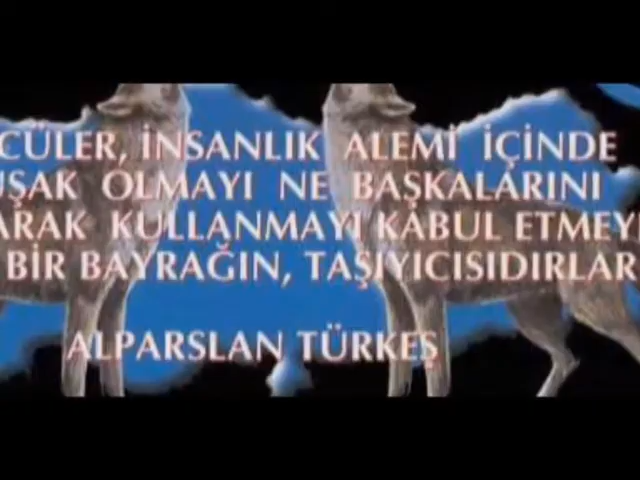 CÜLER, İNSANLIK ALEMİ İÇİNDE
UŞAK OLMAYI NE BAŞKALARINI
ARAK KULLANMAYI KABUL ETMEY
BİR BAYRAĞIN, TAŞIYICISIDIRLAR
ALPARSLAN TÜRKEŞ